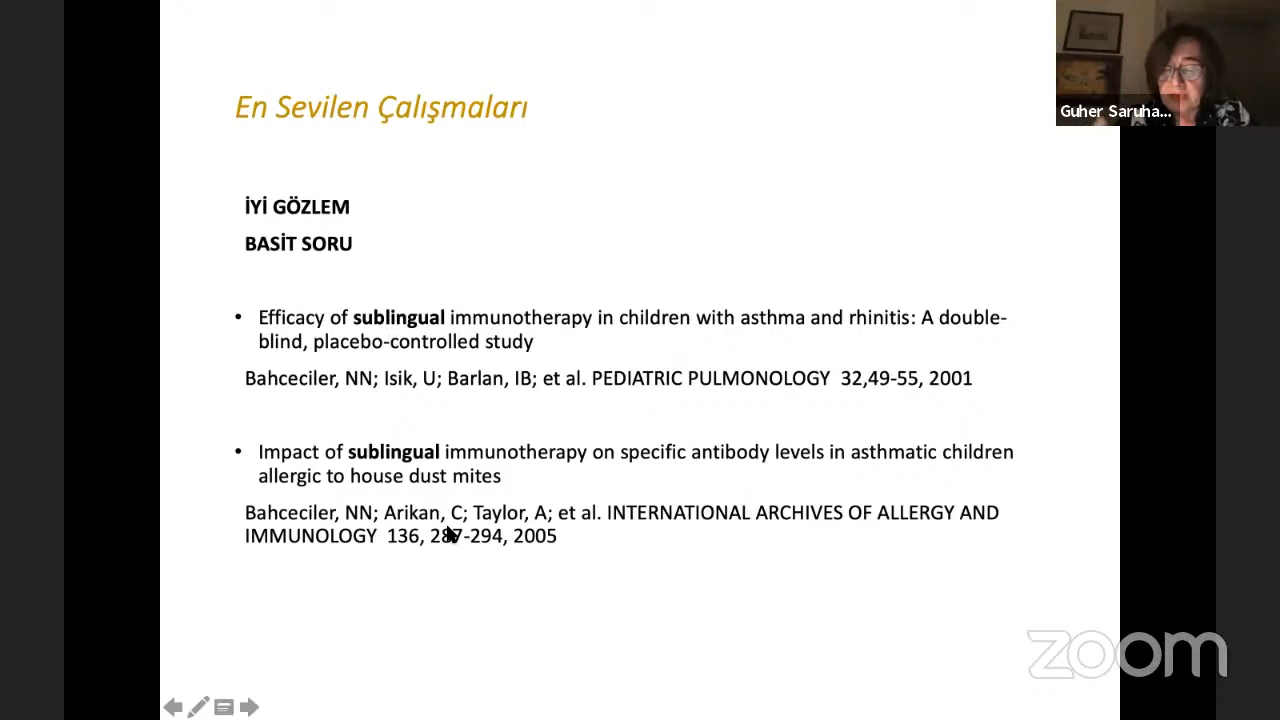 En Sevilen Çalışmaları
Guher Saruha...
İYİ GÖZLEM
BASİT SORU
• Efficacy of sublingual immunotherapy in children with asthma and rhinitis: A double-
blind, placebo-controlled study
Bahceciler, NN; Isik, U; Barlan, IB; et al. PEDIATRIC PULMONOLOGY 32,49-55, 2001
• Impact of sublingual immunotherapy on specific antibody levels in asthmatic children
allergic to house dust mites
Bahceciler, NN; Arikan, C; Taylor, A; et al. INTERNATIONAL ARCHIVES OF ALLERGY AND
IMMUNOLOGY 136, 287-294, 2005
zoom